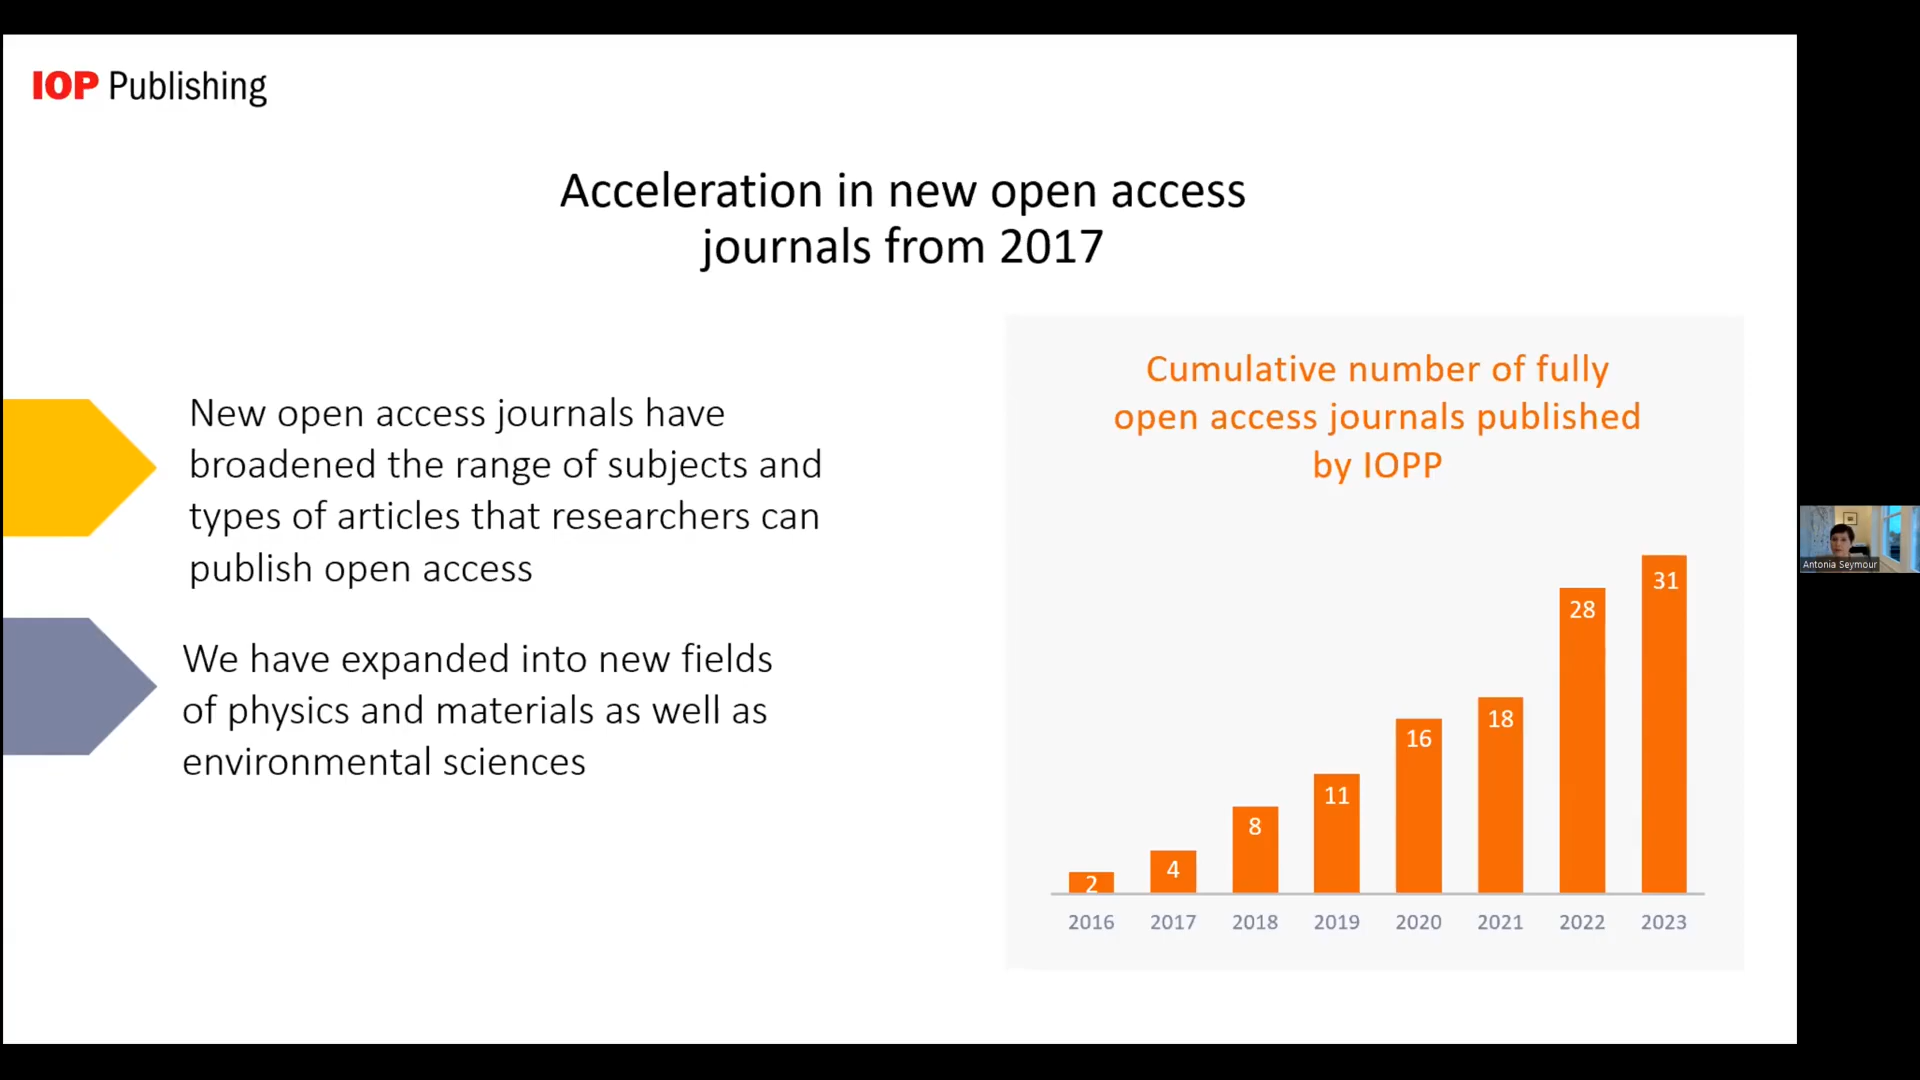 IOP Publishing
Acceleration in new open access
journals from 2017
New open access journals have
broadened the range of subjects and
types of articles that researchers can
publish open access
We have expanded into new fields
of physics and materials as well as
environmental sciences
Cumulative number of fully
open access journals published
by IOPP
2
4
8
11
16
18
28
31
2016 2017 2018 2019 2020 2021 2022 2023
Antonia Seymour